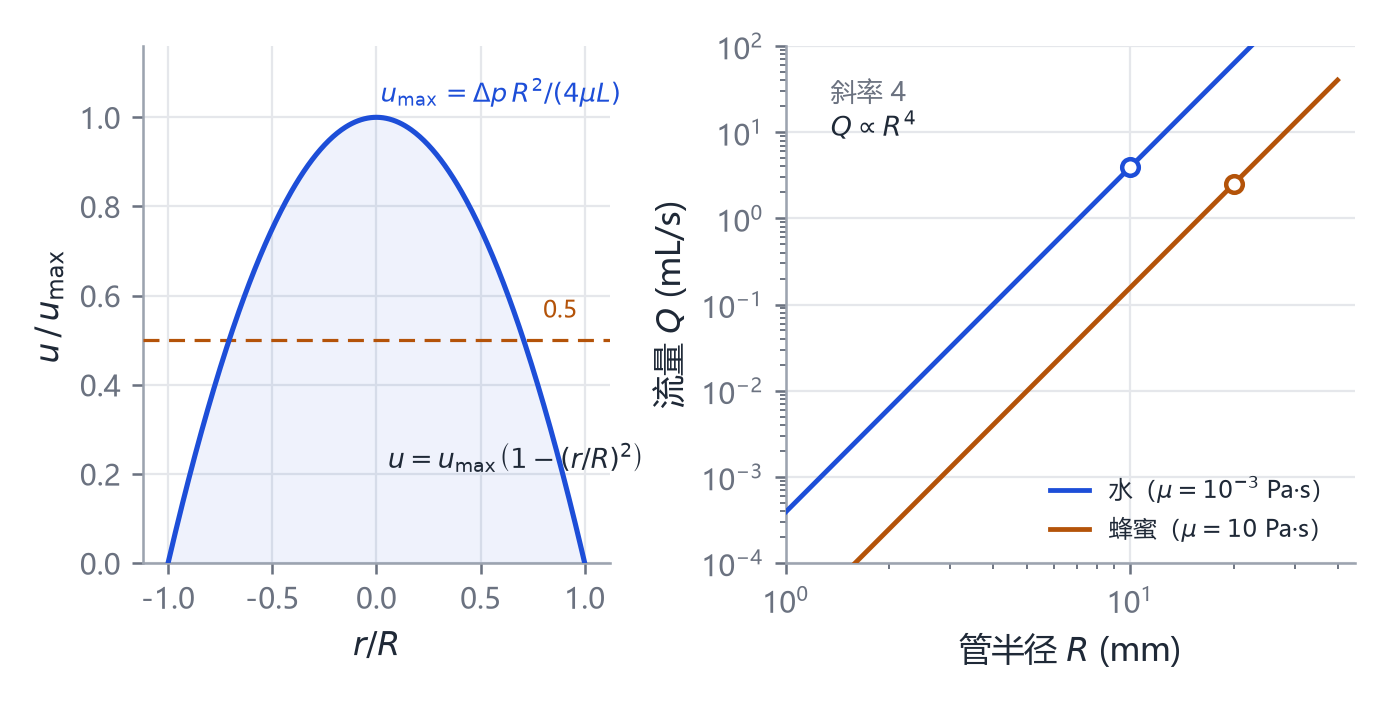 u_max = Δp R²/(4μL)
1.0
0.8
0.6
0.4
0.2
0.0
u / u_max
0.5
u = u_max (1 − (r/R)²)
-1.0 -0.5 0.0 0.5 1.0
r/R
10²
10¹
10⁰
10⁻¹
10⁻²
10⁻³
10⁻⁴
流量 Q (mL/s)
斜率 4
Q ∝ R⁴
水 (μ = 10⁻³ Pa·s)
蜂蜜 (μ = 10 Pa·s)
10⁰ 10¹
管半径 R (mm)